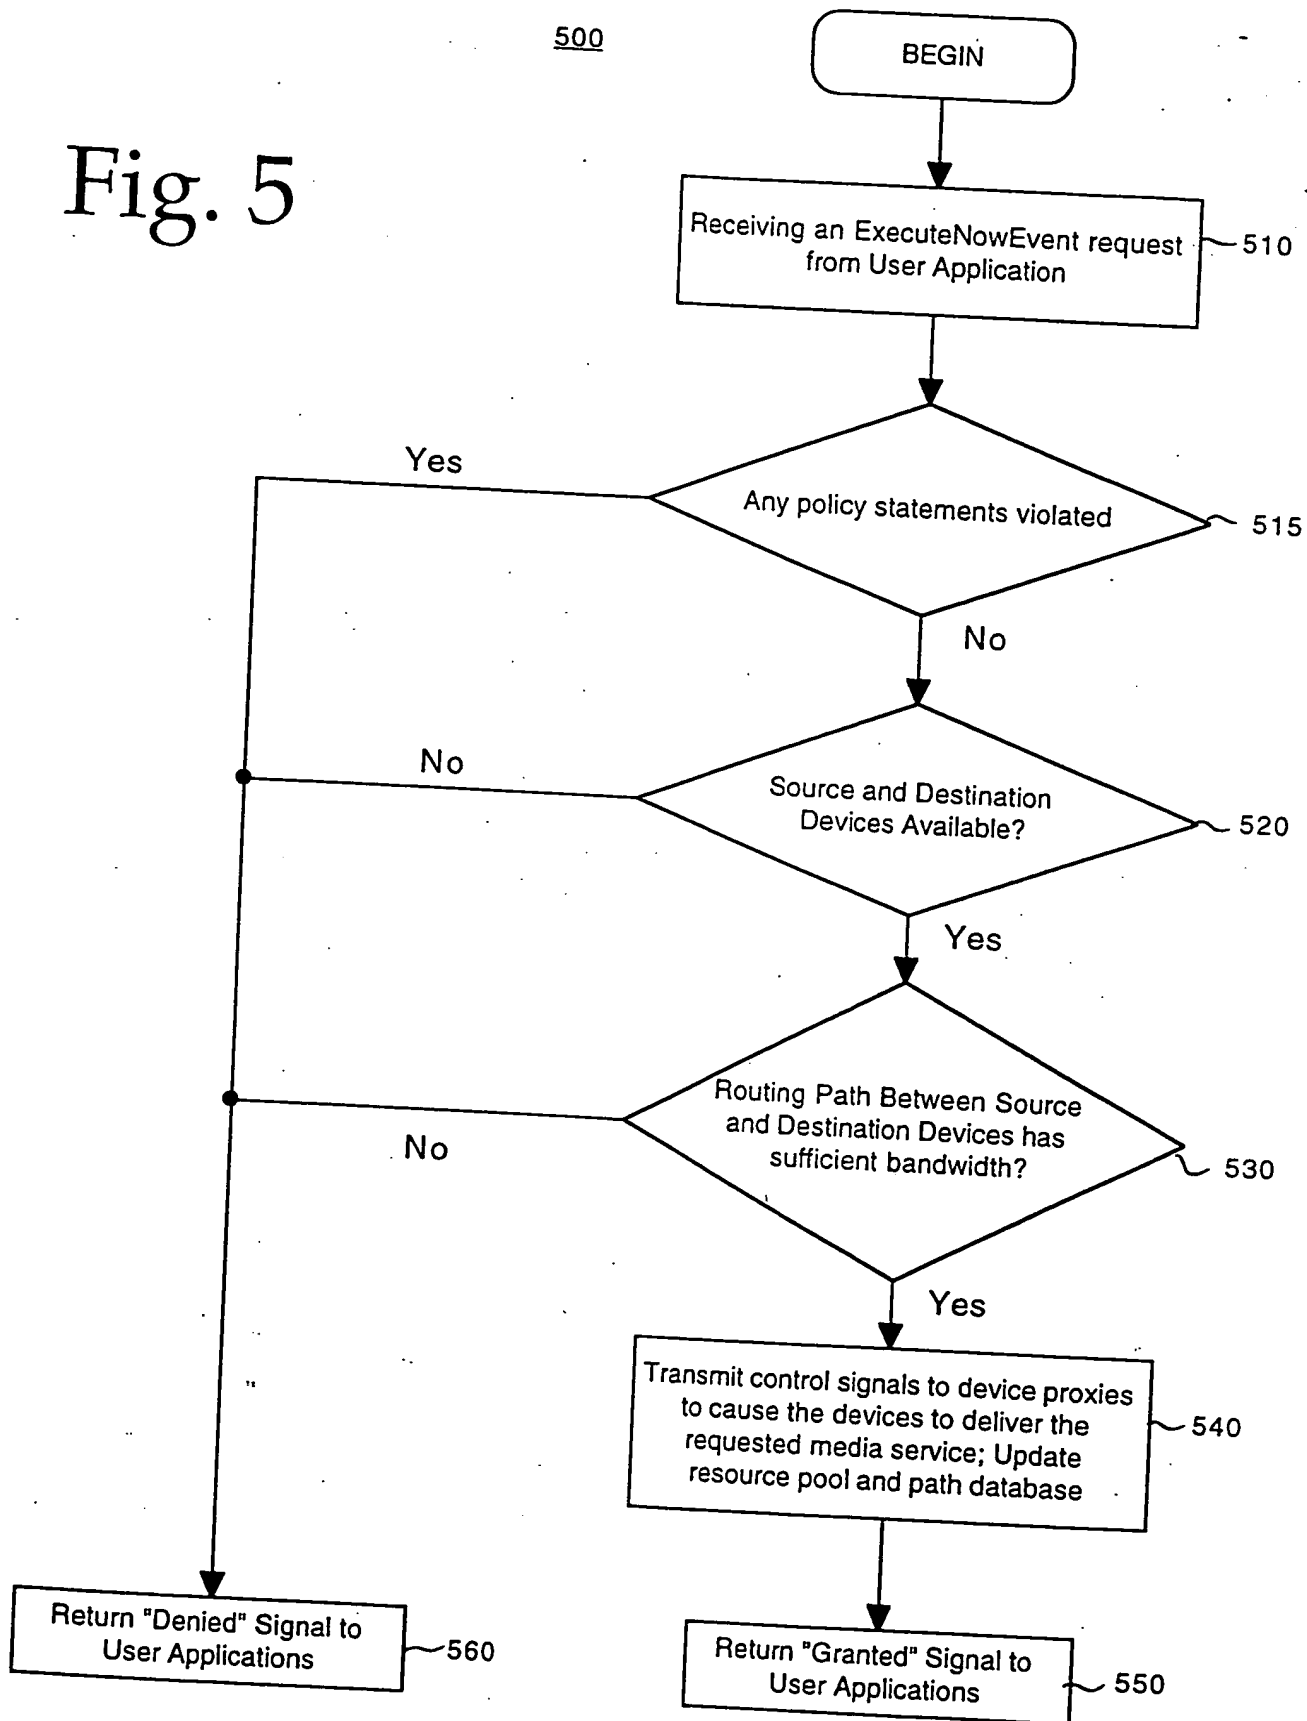 500
BEGIN
Fig. 5
Receiving an ExecuteNowEvent request
from User Application
510
Yes
Any policy statements violated
515
No
No
Source and Destination
Devices Available?
520
Yes
Routing Path Between Source
and Destination Devices has
sufficient bandwidth?
530
No
Yes
Transmit control signals to device proxies
to cause the devices to deliver the
requested media service; Update
resource pool and path database
540
Return "Denied" Signal to
User Applications
560
Return "Granted" Signal to
User Applications
550